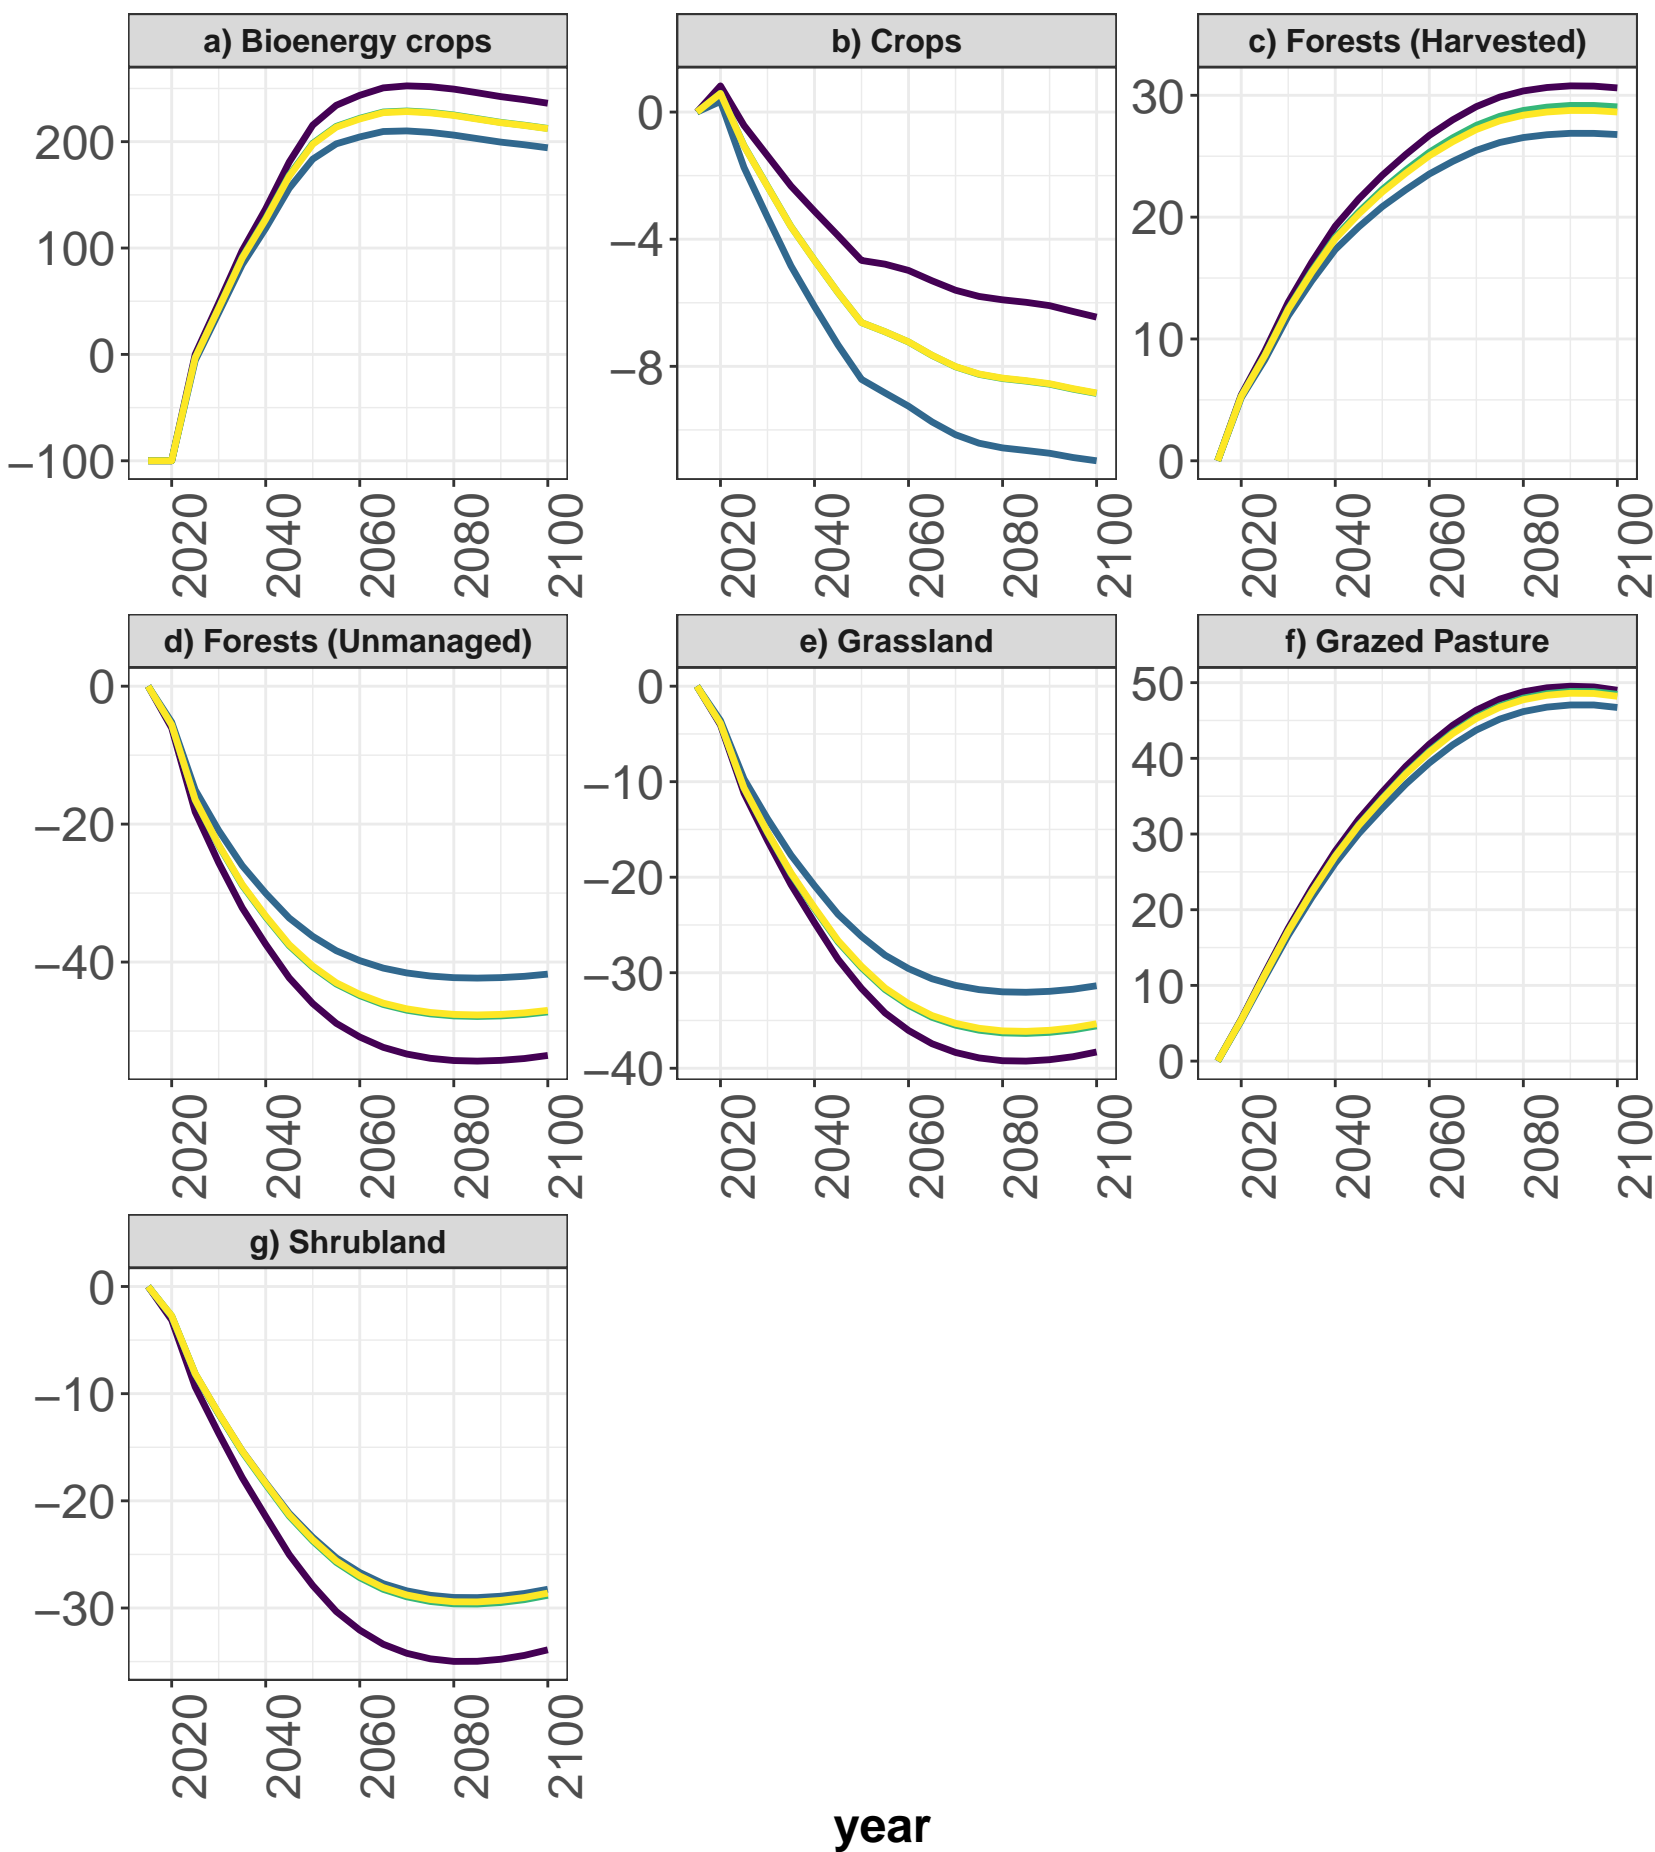 a) Bioenergy crops
b) Crops
c) Forests (Harvested)
200
100
0
−100
0
−4
−8
30
20
10
0
2020 2040 2060 2080 2100
2020 2040 2060 2080 2100
2020 2040 2060 2080 2100
d) Forests (Unmanaged)
e) Grassland
f) Grazed Pasture
0
−20
−40
0
−10
−20
−30
−40
50
40
30
20
10
0
2020 2040 2060 2080 2100
2020 2040 2060 2080 2100
2020 2040 2060 2080 2100
g) Shrubland
0
−10
−20
−30
2020 2040 2060 2080 2100
year